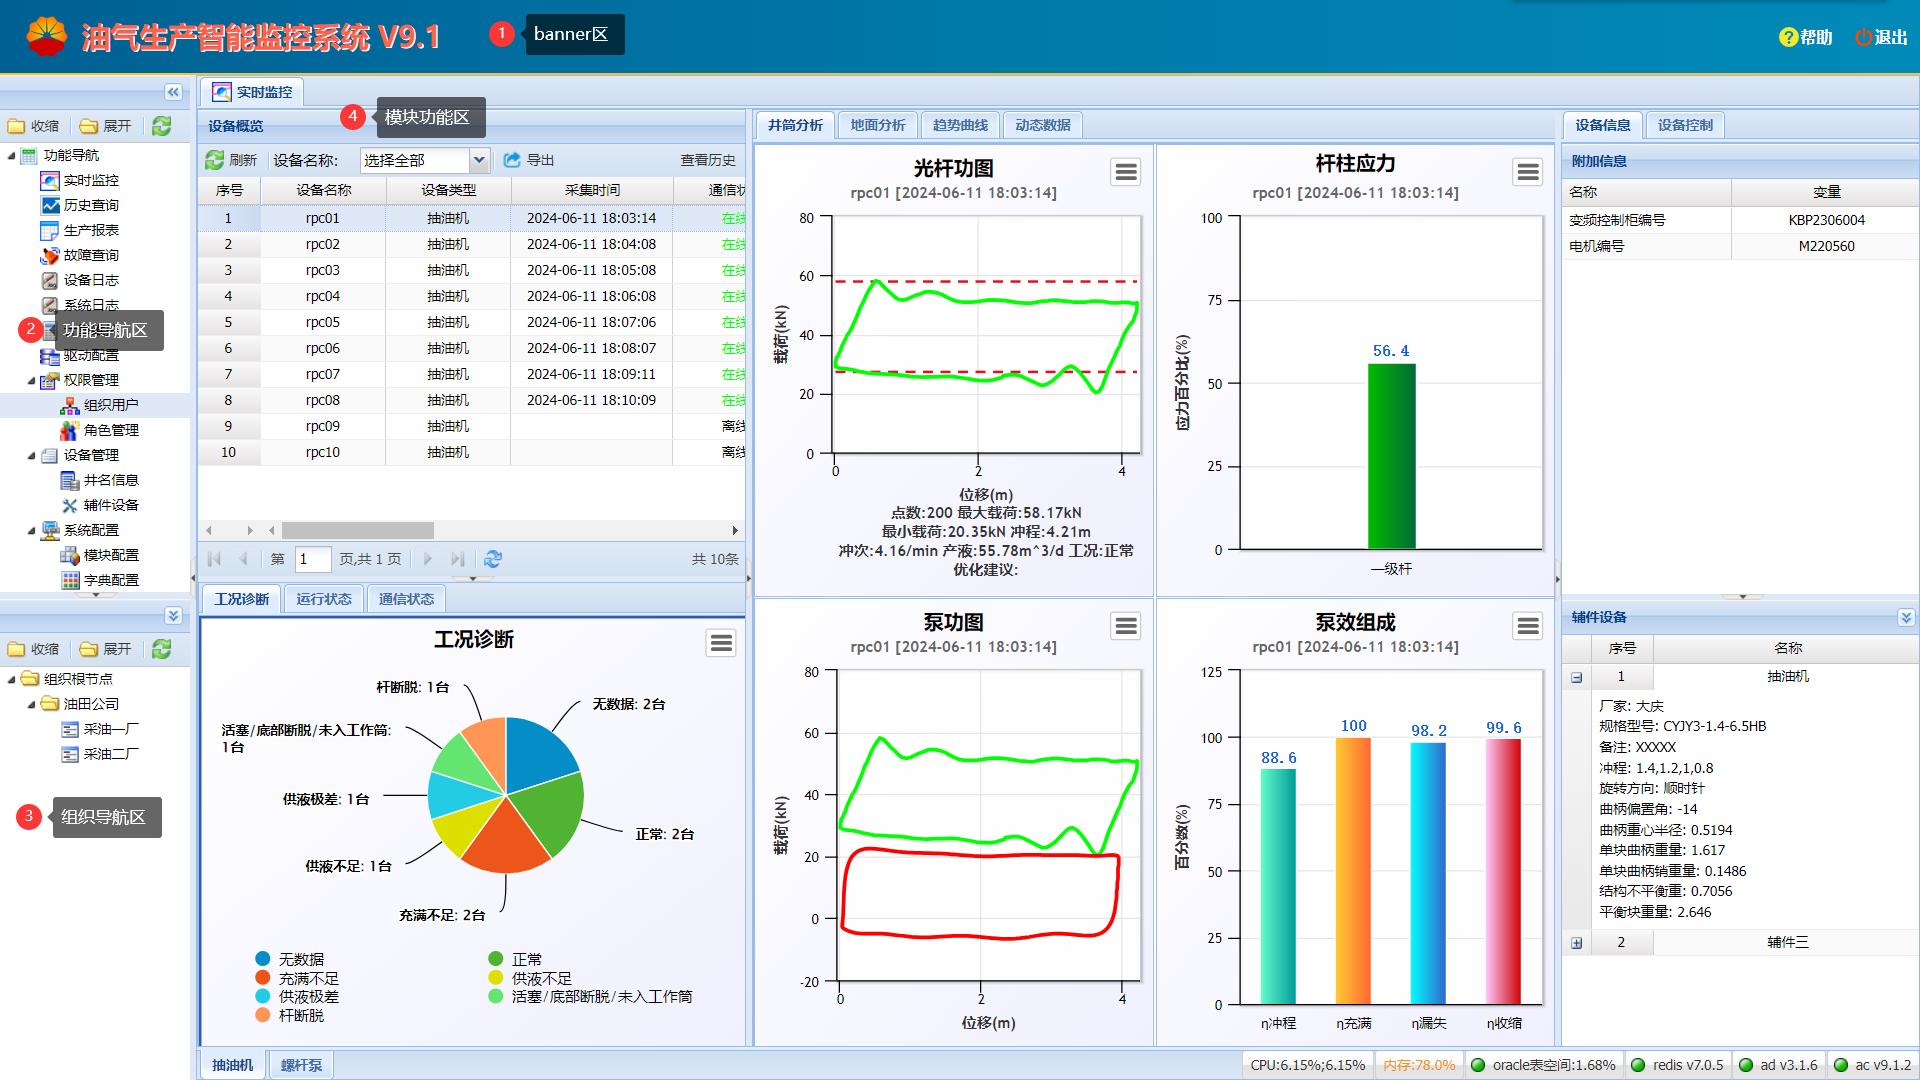 油气生产智能监控系统 V9.1
1 banner区
帮助 退出
实时监控
4 模块功能区
收缩 展开
功能导航
实时监控
历史查询
生产报表
故障查询
设备日志
系统日志
2 功能导航区
驱动配置
权限管理
组织用户
角色管理
设备管理
井名信息
辅件设备
系统配置
模块配置
字典配置
收缩 展开
组织根节点
油田公司
采油一厂
采油二厂
3 组织导航区
设备概览
刷新 设备名称: 选择全部 导出 查看历史
序号 设备名称 设备类型 采集时间 通信状
1 rpc01 抽油机 2024-06-11 18:03:14 在线
2 rpc02 抽油机 2024-06-11 18:04:08 在线
3 rpc03 抽油机 2024-06-11 18:05:08 在线
4 rpc04 抽油机 2024-06-11 18:06:08 在线
5 rpc05 抽油机 2024-06-11 18:07:06 在线
6 rpc06 抽油机 2024-06-11 18:08:07 在线
7 rpc07 抽油机 2024-06-11 18:09:11 在线
8 rpc08 抽油机 2024-06-11 18:10:09 在线
9 rpc09 抽油机 离线
10 rpc10 抽油机 离线
第 1 页,共 1 页 共 10条
工况诊断 运行状态 通信状态
工况诊断
杆断脱: 1台
无数据: 2台
活塞/底部断脱/未入工作筒:
1台
供液极差: 1台
正常: 2台
供液不足: 1台
充满不足: 2台
无数据 正常
充满不足 供液不足
供液极差 活塞/底部断脱/未入工作筒
杆断脱
抽油机 螺杆泵
井筒分析 地面分析 趋势曲线 动态数据
光杆功图
rpc01 [2024-06-11 18:03:14]
载荷(kN)
80
60
40
20
0
0 2 4
位移(m)
点数:200 最大载荷:58.17kN
最小载荷:20.35kN 冲程:4.21m
冲次:4.16/min 产液:55.78m^3/d 工况:正常
优化建议:
杆柱应力
rpc01 [2024-06-11 18:03:14]
应力百分比(%)
100
75
50
25
0
56.4
一级杆
泵功图
rpc01 [2024-06-11 18:03:14]
载荷(kN)
80
60
40
20
0
-20
0 2 4
位移(m)
泵效组成
rpc01 [2024-06-11 18:03:14]
百分数(%)
125
100
75
50
25
0
88.6 100 98.2 99.6
η冲程 η充满 η漏失 η收缩
设备信息 设备控制
附加信息
名称 变量
变频控制柜编号 KBP2306004
电机编号 M220560
辅件设备
序号 名称
1 抽油机
厂家: 大庆
规格型号: CYJY3-1.4-6.5HB
备注: XXXXX
冲程: 1.4,1.2,1,0.8
旋转方向: 顺时针
曲柄偏置角: -14
曲柄重心半径: 0.5194
单块曲柄重量: 1.617
单块曲柄销重量: 0.1486
结构不平衡重: 0.7056
平衡块重量: 2.646
2 辅件三
CPU:6.15%;6.15% 内存:78.0% oracle表空间:1.68% redis v7.0.5 ad v3.1.6 ac v9.1.2